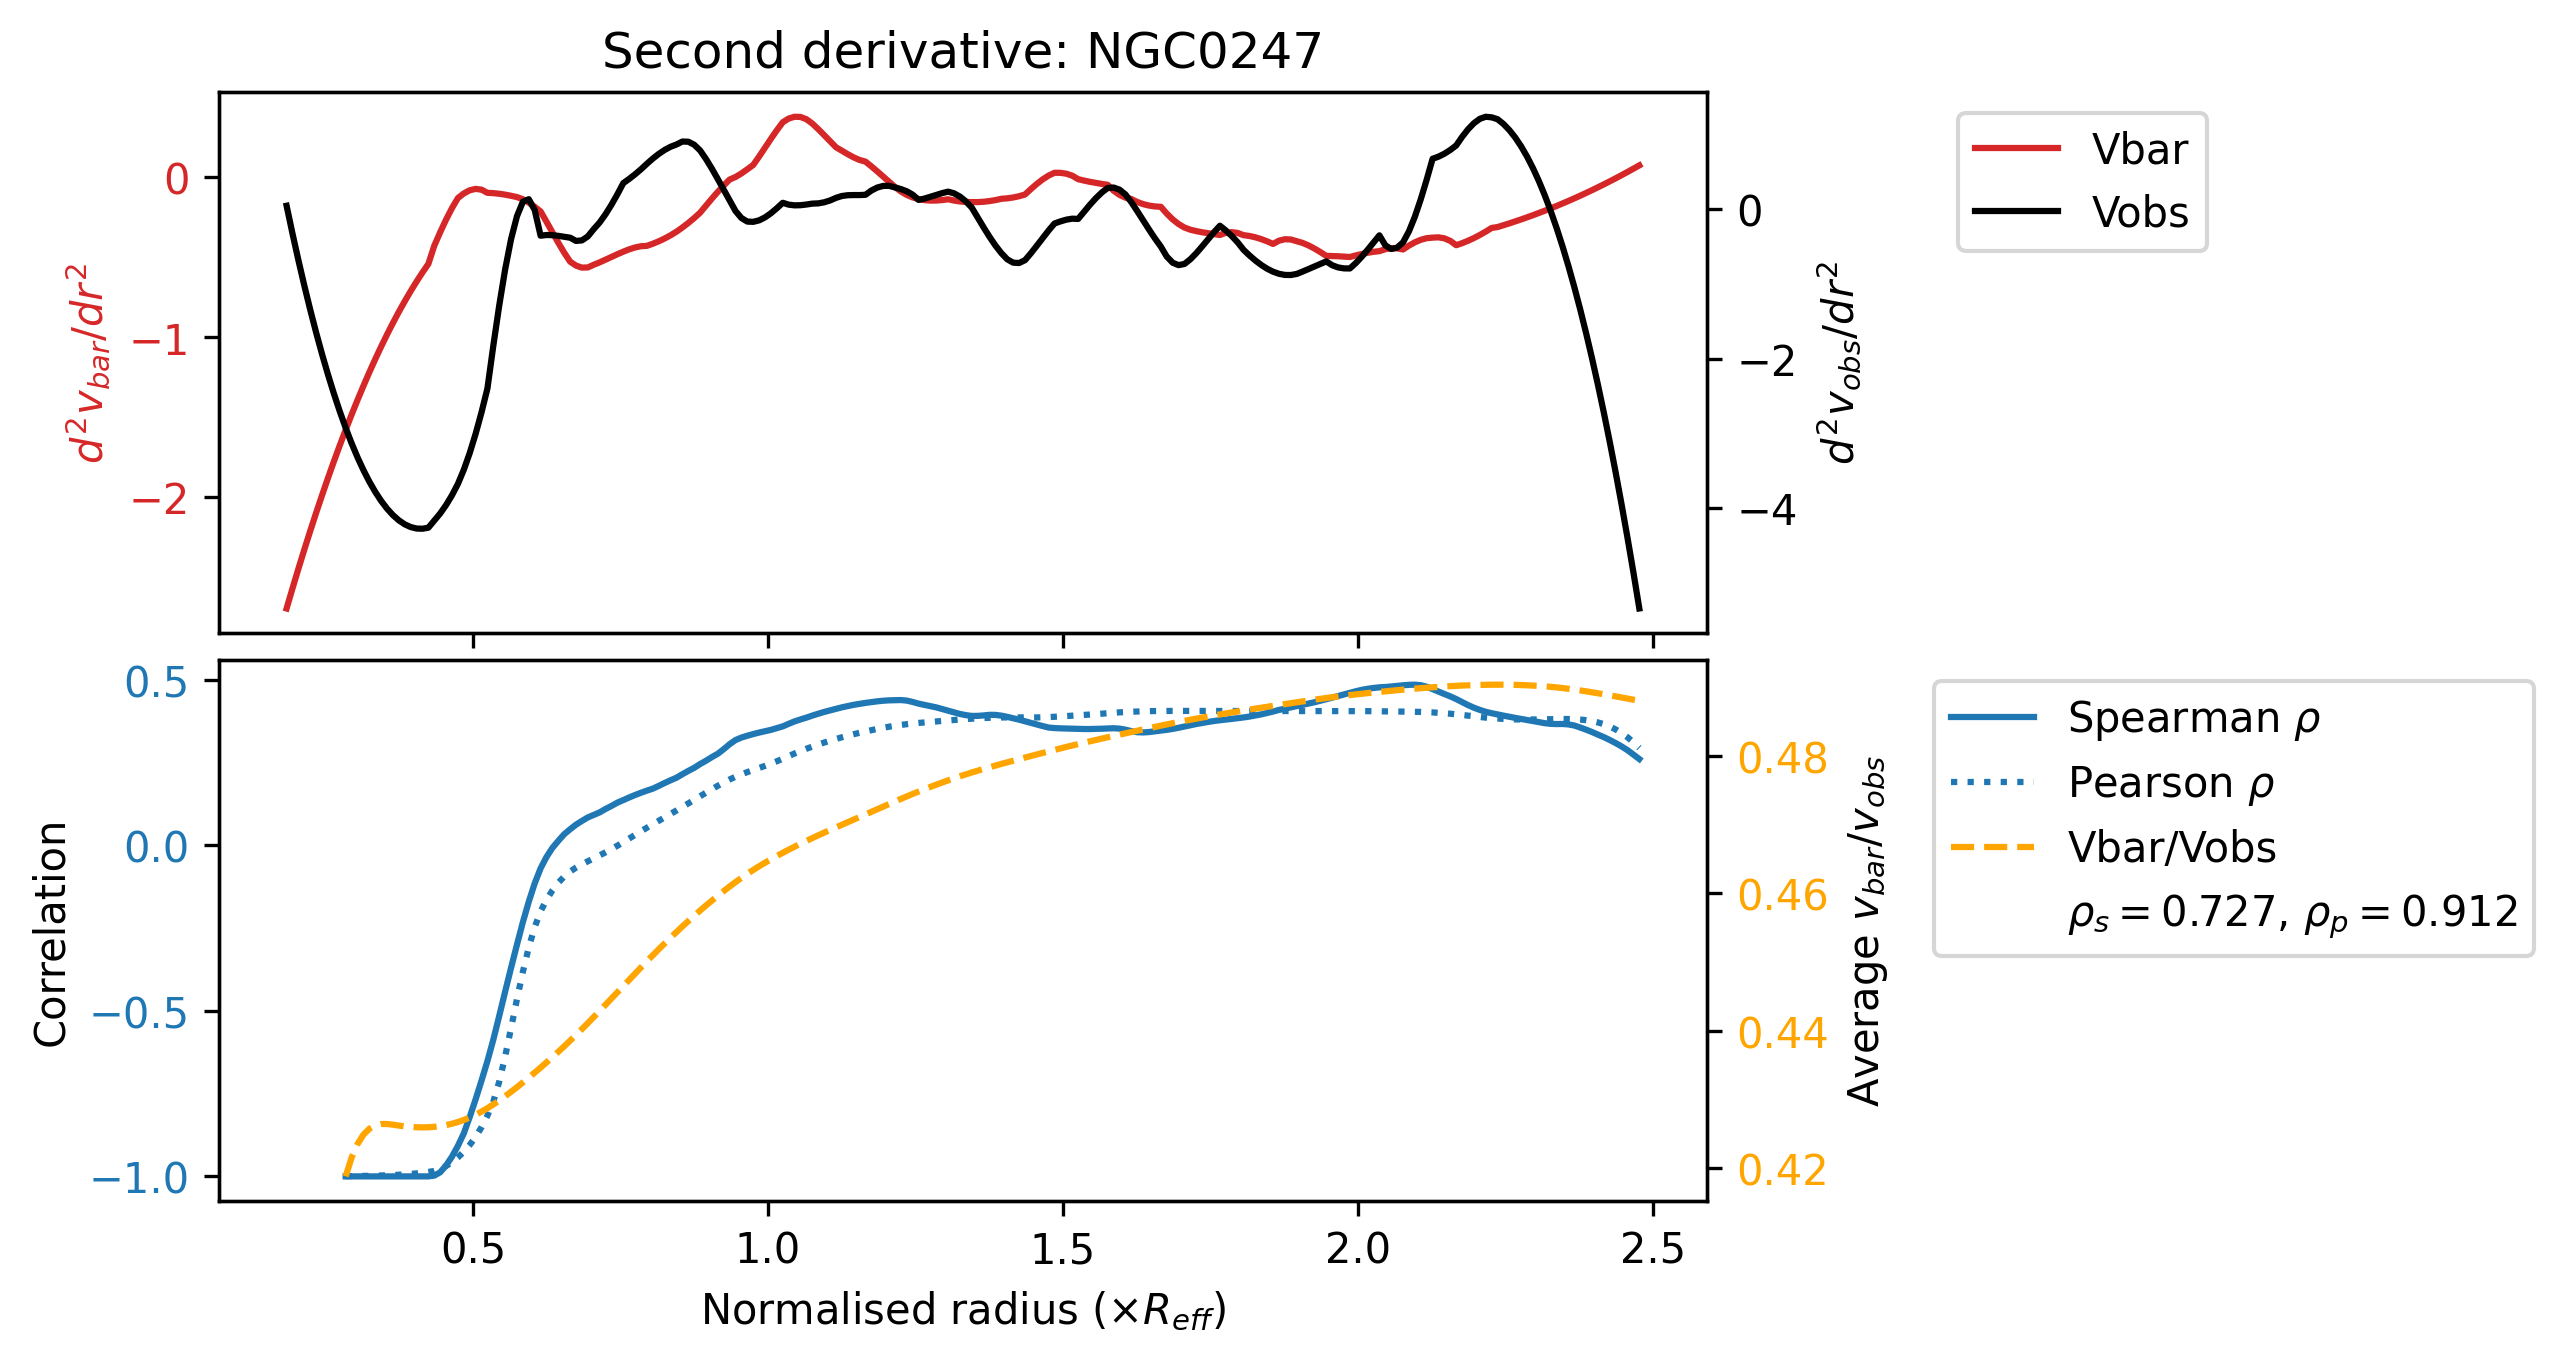 Second derivative: NGC0247
0
−1
−2
d²v_bar/dr²
0
−2
−4
d²v_obs/dr²
Vbar
Vobs
0.5
0.0
−0.5
−1.0
Correlation
0.48
0.46
0.44
0.42
Average v_bar/v_obs
Spearman ρ
Pearson ρ
Vbar/Vobs
ρ_s = 0.727, ρ_p = 0.912
0.5 1.0 1.5 2.0 2.5
Normalised radius (×R_eff)